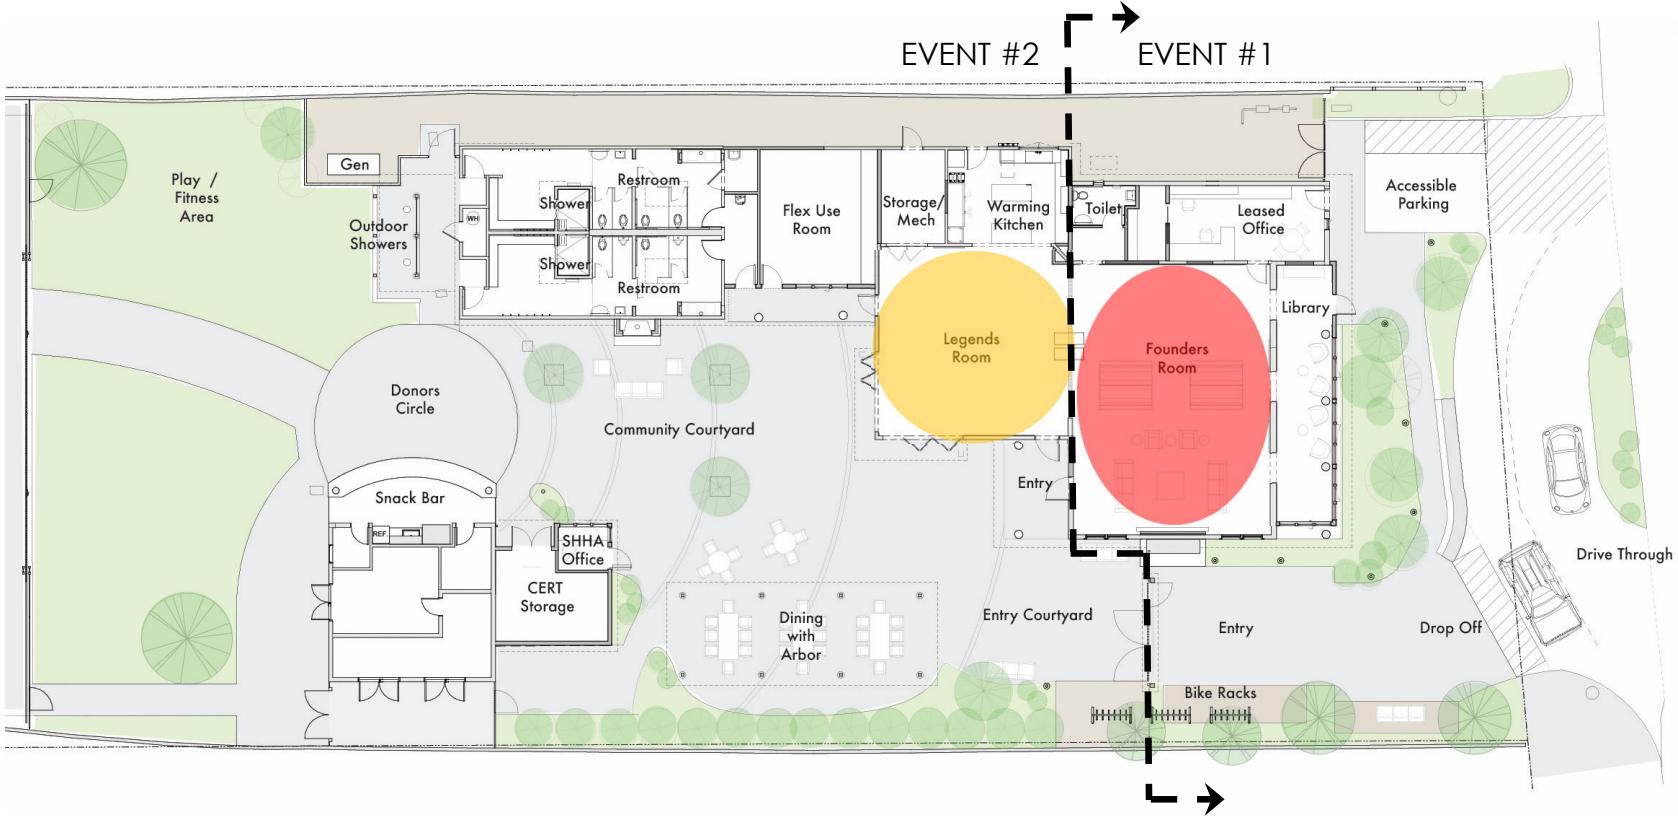 EVENT #2
EVENT #1
Gen
Play /
Fitness
Area
Outdoor
Showers
WH
Restroom
Shower
Shower
Restroom
Flex Use
Room
Storage/
Mech
Warming
Kitchen
Toilet
Leased
Office
Accessible
Parking
Library
Legends
Room
Founders
Room
Donors
Circle
Community Courtyard
Snack Bar
REF.
Entry
SHHA
Office
CERT
Storage
Dining
with
Arbor
Entry Courtyard
Entry
Drop Off
Drive Through
Bike Racks